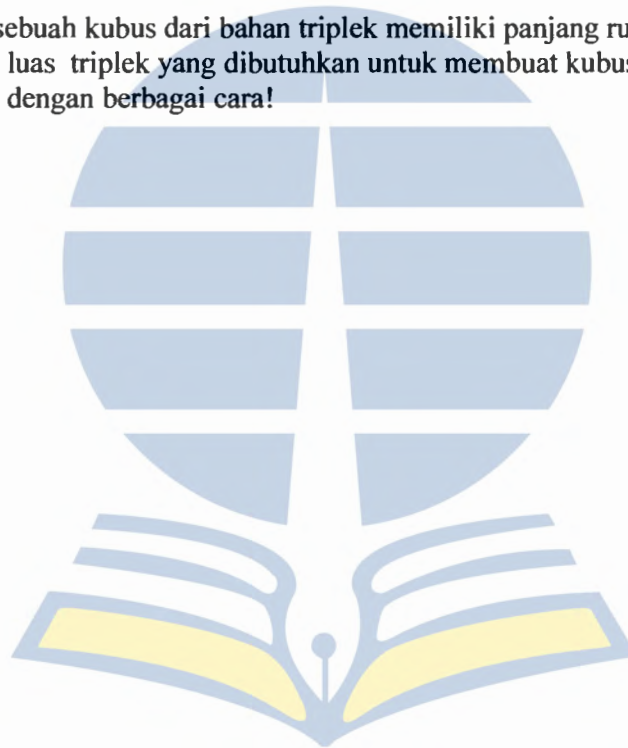 sebuah kubus dari bahan triplek memiliki panjang
luas triplek yang dibutuhkan untuk membuat kubus
dengan berbagai cara!